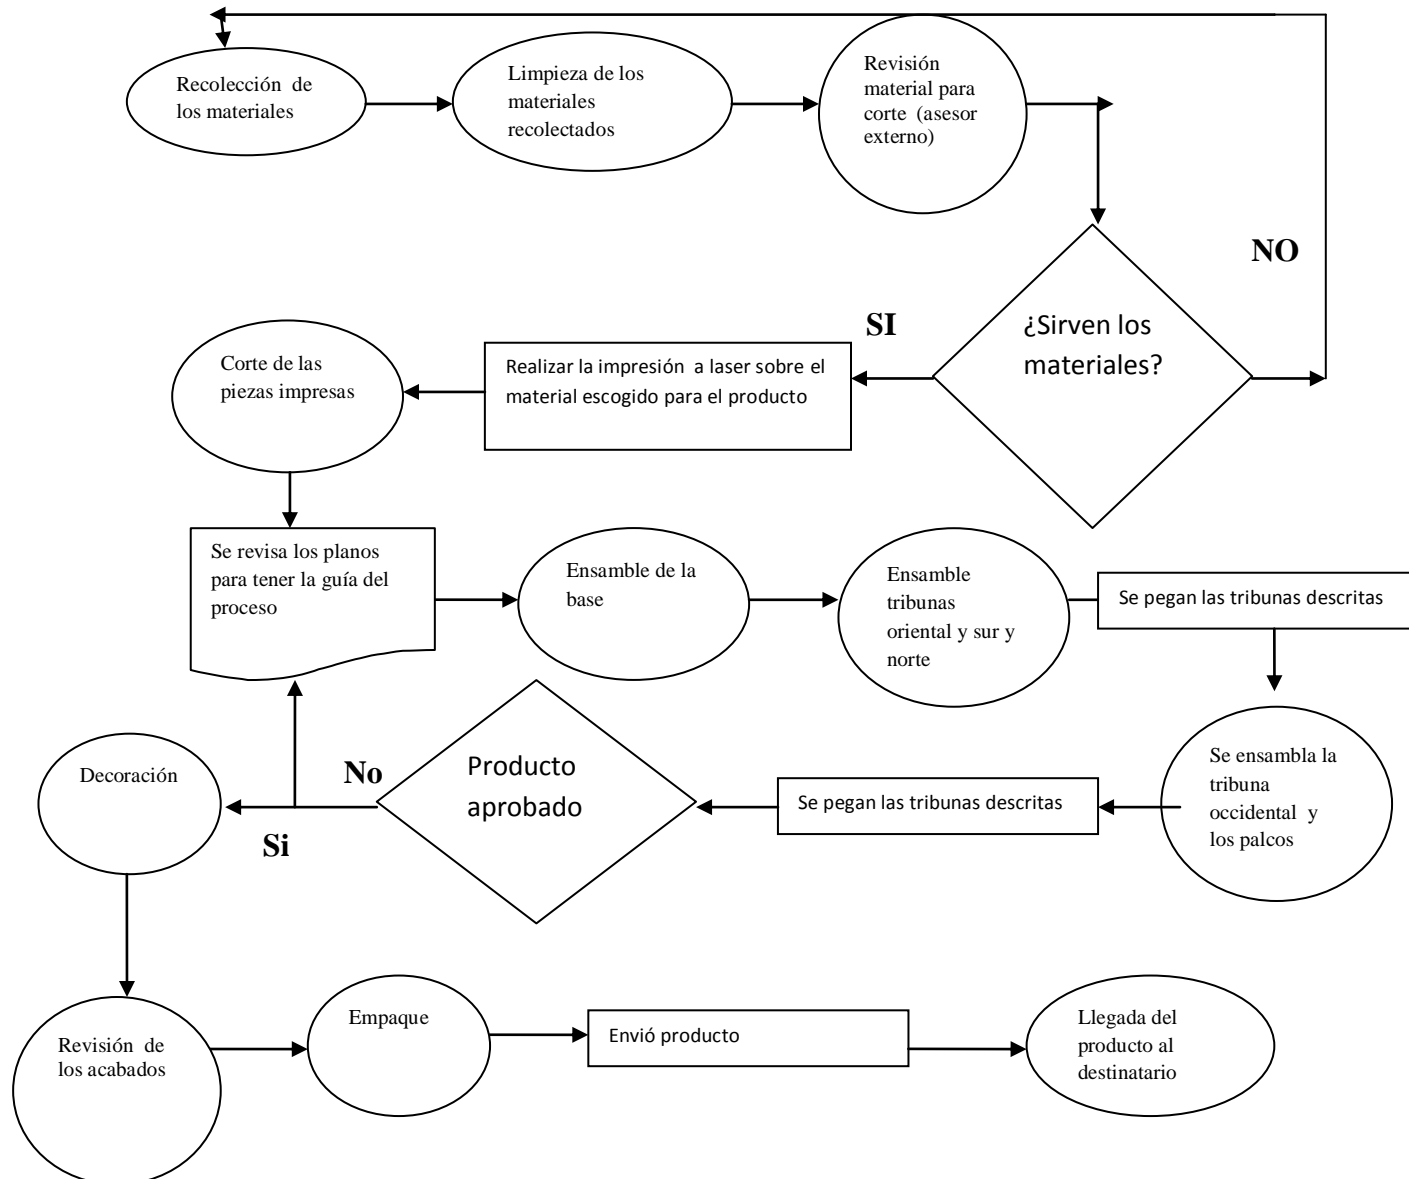 Recolección de
los materiales
Limpieza de los
materiales
recolectados
Revisión
material para
corte (asesor
externo)
NO
¿Sirven los
materiales?
SI
Realizar la impresión a laser sobre el
material escogido para el producto
Corte de las
piezas impresas
Se revisa los planos
para tener la guía del
proceso
Ensamble de la
base
Ensamble
tribunas
oriental y sur y
norte
Se pegan las tribunas descritas
Se ensambla la
tribuna
occidental y
los palcos
Se pegan las tribunas descritas
Producto
aprobado
No
Si
Decoración
Revisión de
los acabados
Empaque
Envió producto
Llegada del
producto al
destinatario